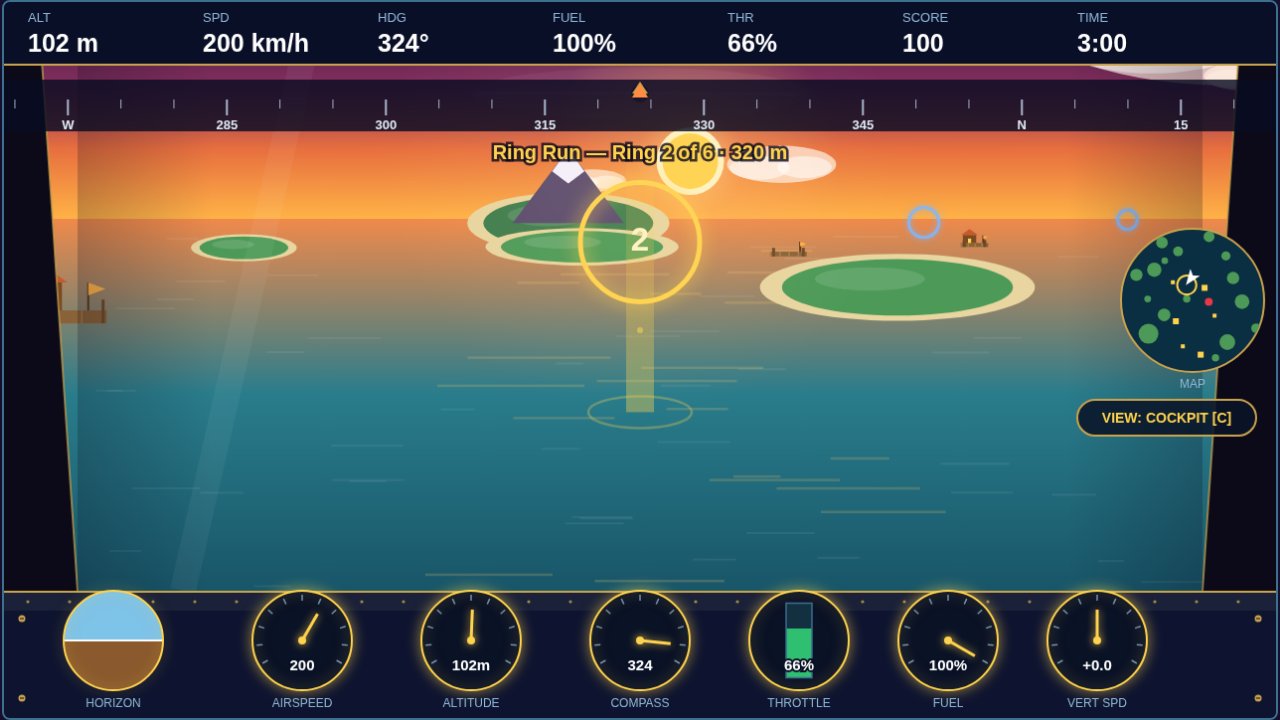 ALT SPD HDG FUEL THR SCORE TIME
102 m 200 km/h 324° 100% 66% 100 3:00
W 285 300 315 330 345 N 15
Ring Run — Ring 2 of 6 · 320 m
2
MAP
VIEW: COCKPIT [C]
200 102m 324 66% 100% +0.0
HORIZON AIRSPEED ALTITUDE COMPASS THROTTLE FUEL VERT SPD